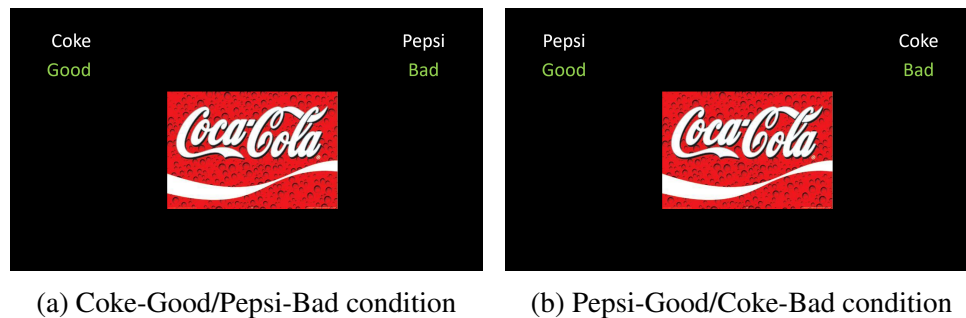 Coke Pepsi
Good Bad
Coca-Cola
Pepsi Coke
Good Bad
Coca-Cola
(a) Coke-Good/Pepsi-Bad condition
(b) Pepsi-Good/Coke-Bad condition